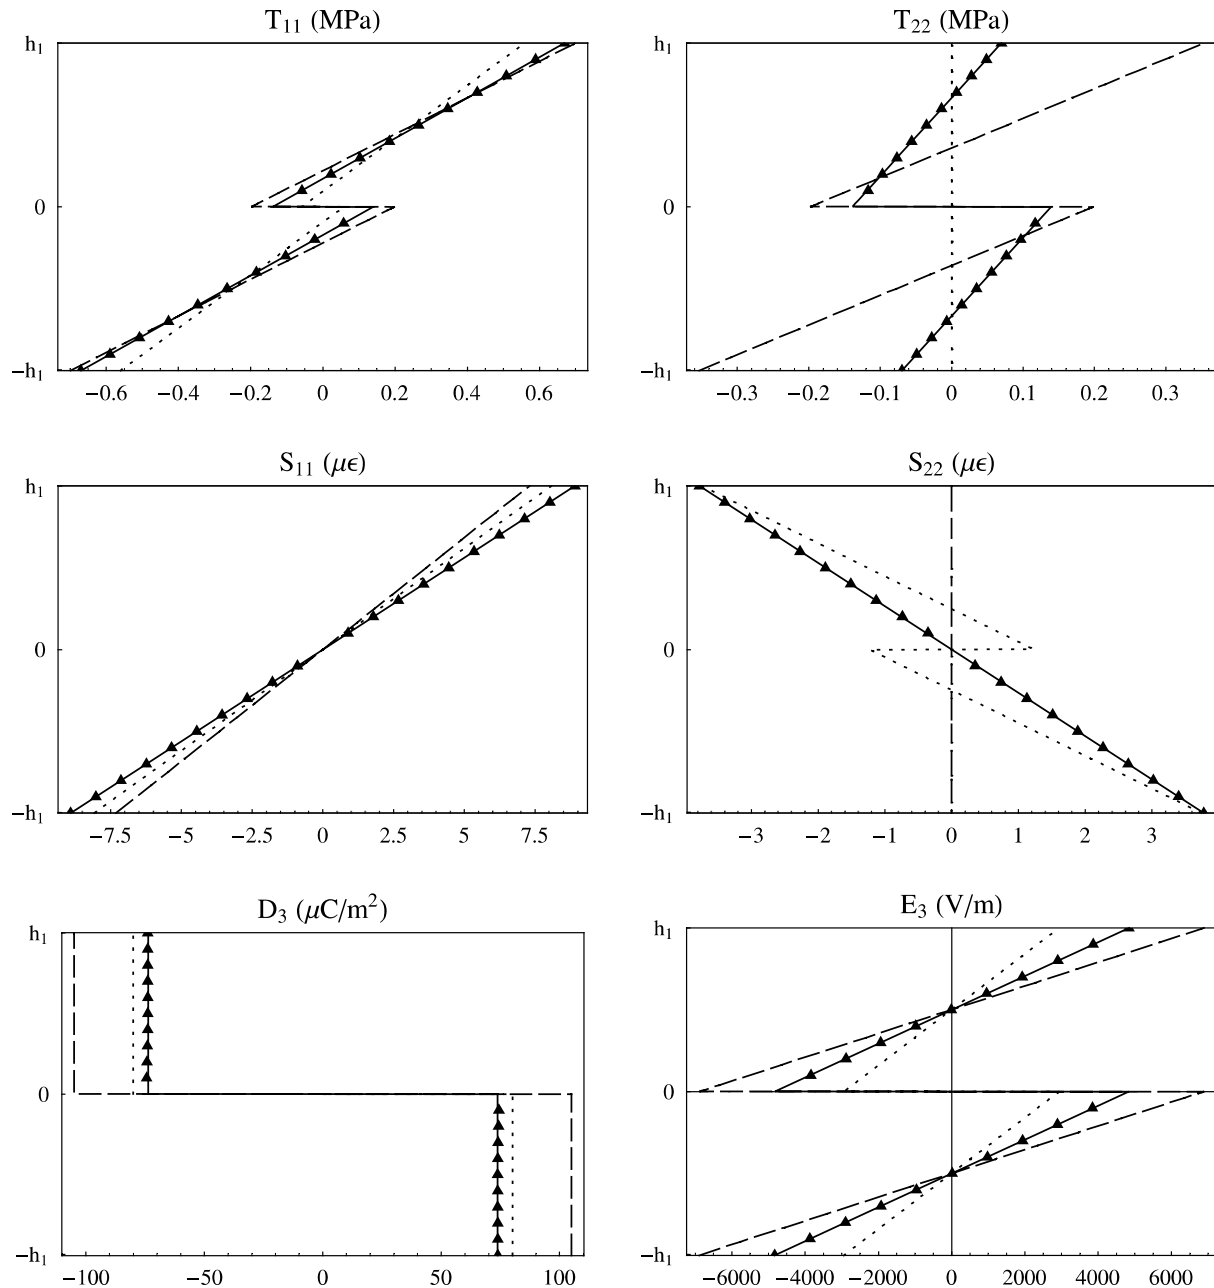 T₁₁ (MPa)
h₁
0
−h₁
−0.6 −0.4 −0.2 0 0.2 0.4 0.6
T₂₂ (MPa)
h₁
0
−h₁
−0.3 −0.2 −0.1 0 0.1 0.2 0.3
S₁₁ (με)
h₁
0
−h₁
−7.5 −5 −2.5 0 2.5 5 7.5
S₂₂ (με)
h₁
0
−h₁
−3 −2 −1 0 1 2 3
D₃ (μC/m²)
h₁
0
−h₁
−100 −50 0 50 100
E₃ (V/m)
h₁
0
−h₁
−6000 −4000 −2000 0 2000 4000 6000